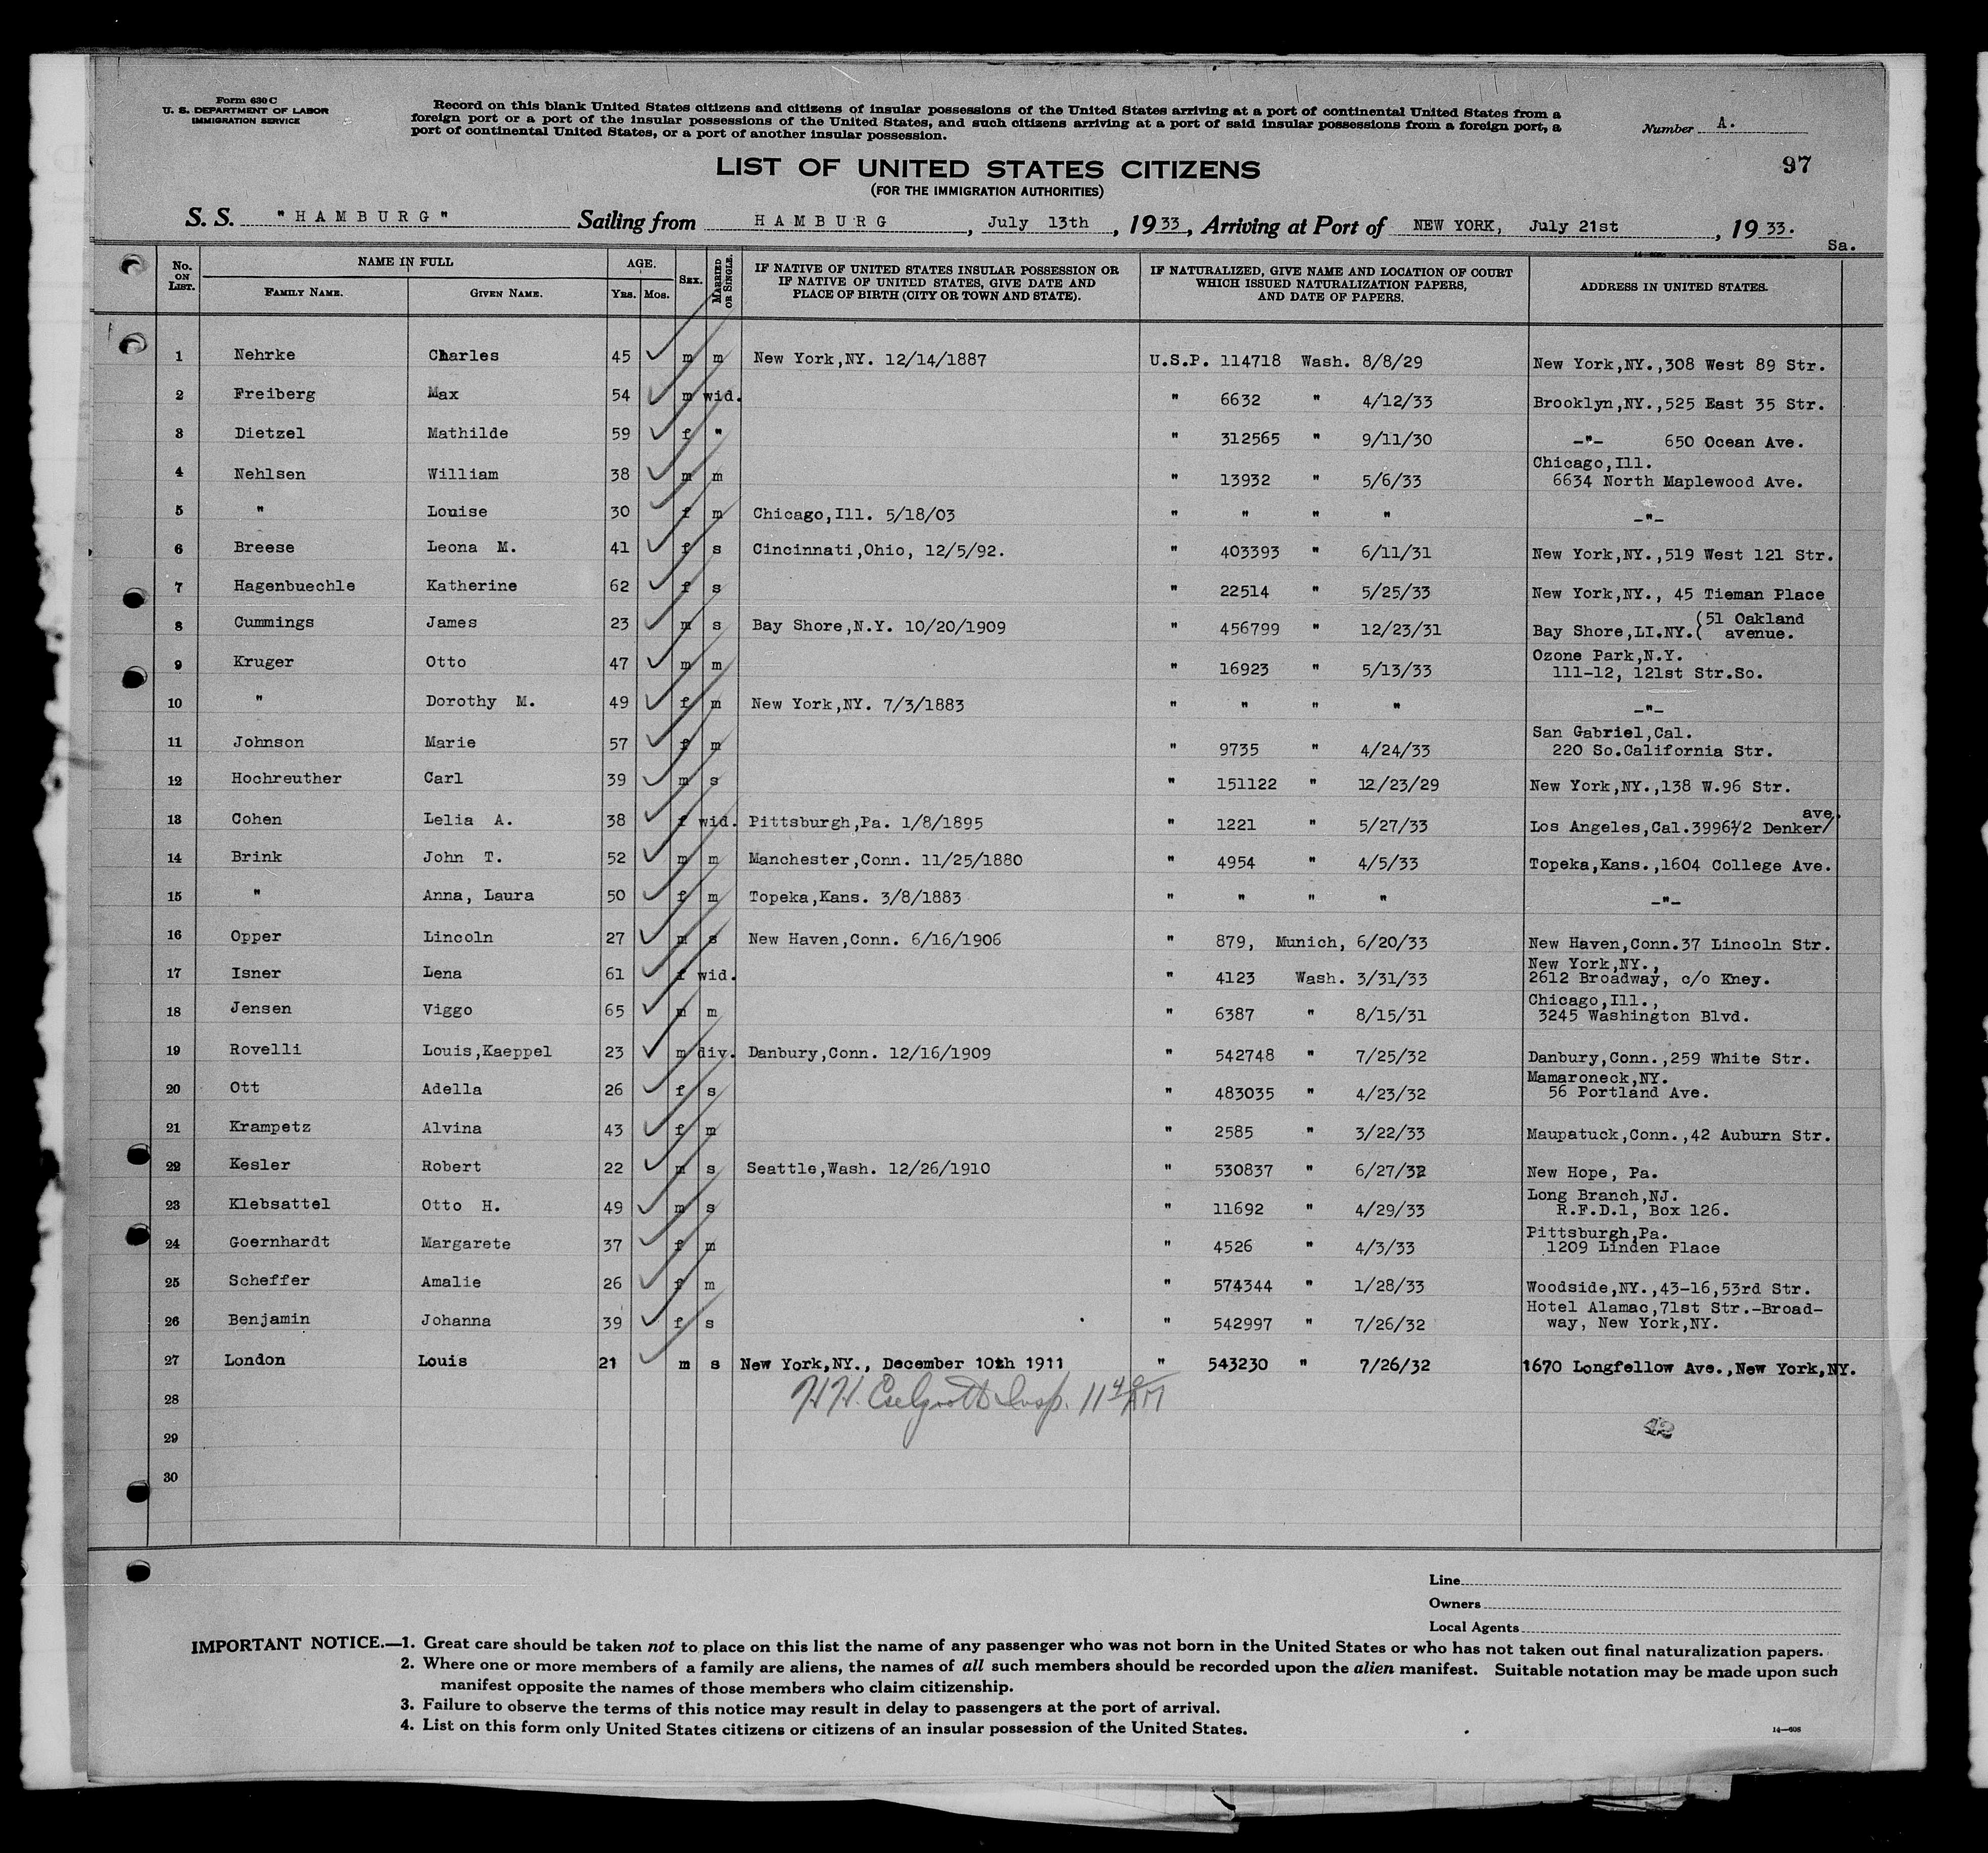 Form 630 C
U. S. DEPARTMENT OF LABOR
IMMIGRATION SERVICE
Record on this blank United States citizens and citizens of insular possessions of the United States arriving at a port of continental United States from a
foreign port or a port of the insular possessions of the United States, and such citizens arriving at a port of said insular possessions from a foreign port, a
port of continental United States, or a port of another insular possession.
Number A.
97
LIST OF UNITED STATES CITIZENS
(FOR THE IMMIGRATION AUTHORITIES)
S. S. "HAMBURG" Sailing from HAMBURG, July 13th, 1933, Arriving at Port of NEW YORK, July 21st, 1933.
Sa.
No. ON LIST. NAME IN FULL FAMILY NAME. GIVEN NAME. AGE. YRS. MOS. SEX. MARRIED OR SINGLE. IF NATIVE OF UNITED STATES INSULAR POSSESSION OR IF NATIVE OF UNITED STATES, GIVE DATE AND PLACE OF BIRTH (CITY OR TOWN AND STATE). IF NATURALIZED, GIVE NAME AND LOCATION OF COURT WHICH ISSUED NATURALIZATION PAPERS, AND DATE OF PAPERS. ADDRESS IN UNITED STATES.
1 Nehrke Charles 45 m m New York,NY. 12/14/1887 U.S.P. 114718 Wash. 8/8/29 New York,NY.,308 West 89 Str.
2 Freiberg Max 54 m wid. " 6632 " 4/12/33 Brooklyn,NY.,525 East 35 Str.
3 Dietzel Mathilde 59 f " " 312565 " 9/11/30 -"- 650 Ocean Ave.
4 Nehlsen William 38 m m " 13932 " 5/6/33 Chicago,Ill. 6634 North Maplewood Ave.
5 " Louise 30 f m Chicago,Ill. 5/18/03 " " " " -"-
6 Breese Leona M. 41 f s Cincinnati,Ohio, 12/5/92. " 403393 " 6/11/31 New York,NY.,519 West 121 Str.
7 Hagenbuechle Katherine 62 f s " 22514 " 5/25/33 New York,NY., 45 Tieman Place
8 Cummings James 23 m s Bay Shore,N.Y. 10/20/1909 " 456799 " 12/23/31 Bay Shore,LI.NY.(51 Oakland avenue.
9 Kruger Otto 47 m m " 16923 " 5/13/33 Ozone Park,N.Y. 111-12, 121st Str.So.
10 " Dorothy M. 49 f m New York,NY. 7/3/1883 " " " " -"-
11 Johnson Marie 57 f m " 9735 " 4/24/33 San Gabriel,Cal. 220 So.California Str.
12 Hochreuther Carl 39 m s " 151122 " 12/23/29 New York,NY.,138 W.96 Str.
13 Cohen Lelia A. 38 f wid. Pittsburgh,Pa. 1/8/1895 " 1221 " 5/27/33 Los Angeles,Cal.3996½ Denker/ ave.
14 Brink John T. 52 m m Manchester,Conn. 11/25/1880 " 4954 " 4/5/33 Topeka,Kans.,1604 College Ave.
15 " Anna, Laura 50 f m Topeka,Kans. 3/8/1883 " " " " -"-
16 Opper Lincoln 27 m s New Haven,Conn. 6/16/1906 " 879, Munich, 6/20/33 New Haven,Conn.37 Lincoln Str.
17 Isner Lena 61 f wid. " 4123 Wash. 3/31/33 New York,NY., 2612 Broadway, c/o Kney.
18 Jensen Viggo 65 m m " 6387 " 8/15/31 Chicago,Ill., 3245 Washington Blvd.
19 Rovelli Louis,Kaeppel 23 m div. Danbury,Conn. 12/16/1909 " 542748 " 7/25/32 Danbury,Conn.,259 White Str.
20 Ott Adella 26 f s " 483035 " 4/23/32 Mamaroneck,NY. 56 Portland Ave.
21 Krampetz Alvina 43 f m " 2585 " 3/22/33 Maupatuck,Conn.,42 Auburn Str.
22 Kesler Robert 22 m s Seattle,Wash. 12/26/1910 " 530837 " 6/27/32 New Hope, Pa.
23 Klebsattel Otto H. 49 m s " 11692 " 4/29/33 Long Branch,NJ. R.F.D.1, Box 126.
24 Goernhardt Margarete 37 f m " 4526 " 4/3/33 Pittsburgh,Pa. 1209 Linden Place
25 Scheffer Amalie 26 f m " 574344 " 1/28/33 Woodside,NY.,43-16,53rd Str.
26 Benjamin Johanna 39 f s " 542997 " 7/26/32 Hotel Alamac,71st Str.-Broad- way, New York,NY.
27 London Louis 21 m s New York,NY., December 10th 1911 " 543230 " 7/26/32 1670 Longfellow Ave.,New York,NY.
28 H.H. Insp. 11 40 AM
29
30
Line
Owners
Local Agents
IMPORTANT NOTICE.—1. Great care should be taken not to place on this list the name of any passenger who was not born in the United States or who has not taken out final naturalization papers.
2. Where one or more members of a family are aliens, the names of all such members should be recorded upon the alien manifest. Suitable notation may be made upon such
manifest opposite the names of those members who claim citizenship.
3. Failure to observe the terms of this notice may result in delay to passengers at the port of arrival.
4. List on this form only United States citizens or citizens of an insular possession of the United States.
14—608